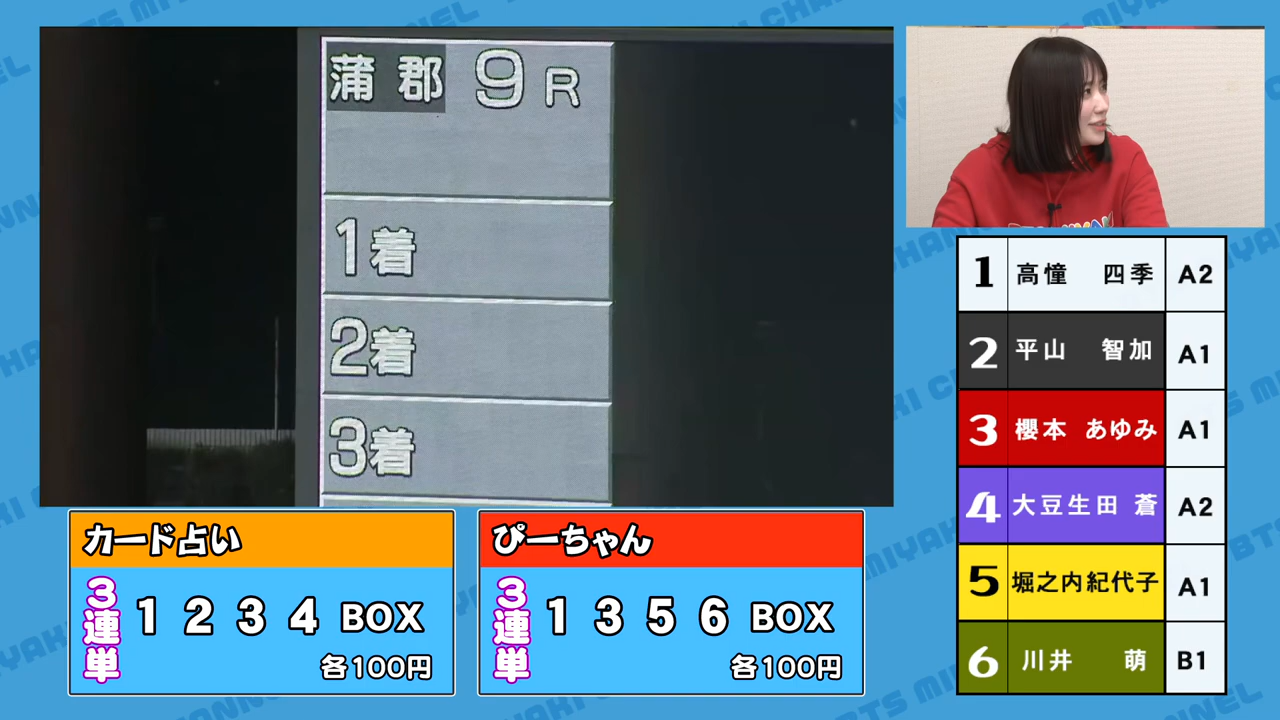 蒲郡 9R
1着
2着
3着
カード占い
3連単
1 2 3 4 BOX
各100円
ぴーちゃん
3連単
1 3 5 6 BOX
各100円
1 高憧 四季 A2
2 平山 智加 A1
3 櫻本 あゆみ A1
4 大豆生田 蒼 A2
5 堀之内紀代子 A1
6 川井 萌 B1